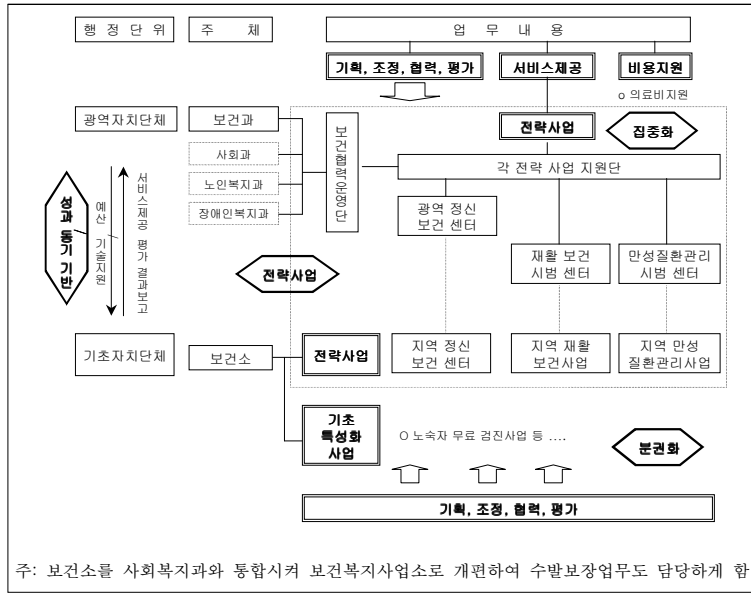 행 정 단 위
주 체
업 무 내 용
기획, 조정, 협력, 평가
서비스제공
비용지원
o 의료비지원
광역자치단체
보건과
사회과
노인복지과
장애인복지과
보건협력운영단
전략사업
집중화
각 전략 사업 지원단
광역 정신
보건 센터
재활 보건
시범 센터
만성질환관리
시범 센터
성과 동기 기반
예산 기술지원
서비스제공 평가 결과보고
전략사업
기초자치단체
보건소
전략사업
지역 정신
보건 센터
지역 재활
보건사업
지역 만성
질환관리사업
기초
특성화
사업
O 노숙자 무료 검진사업 등 ....
분권화
기획, 조정, 협력, 평가
주: 보건소를 사회복지과와 통합시켜 보건복지사업소로 개편하여 수발보장업무도 담당하게 함